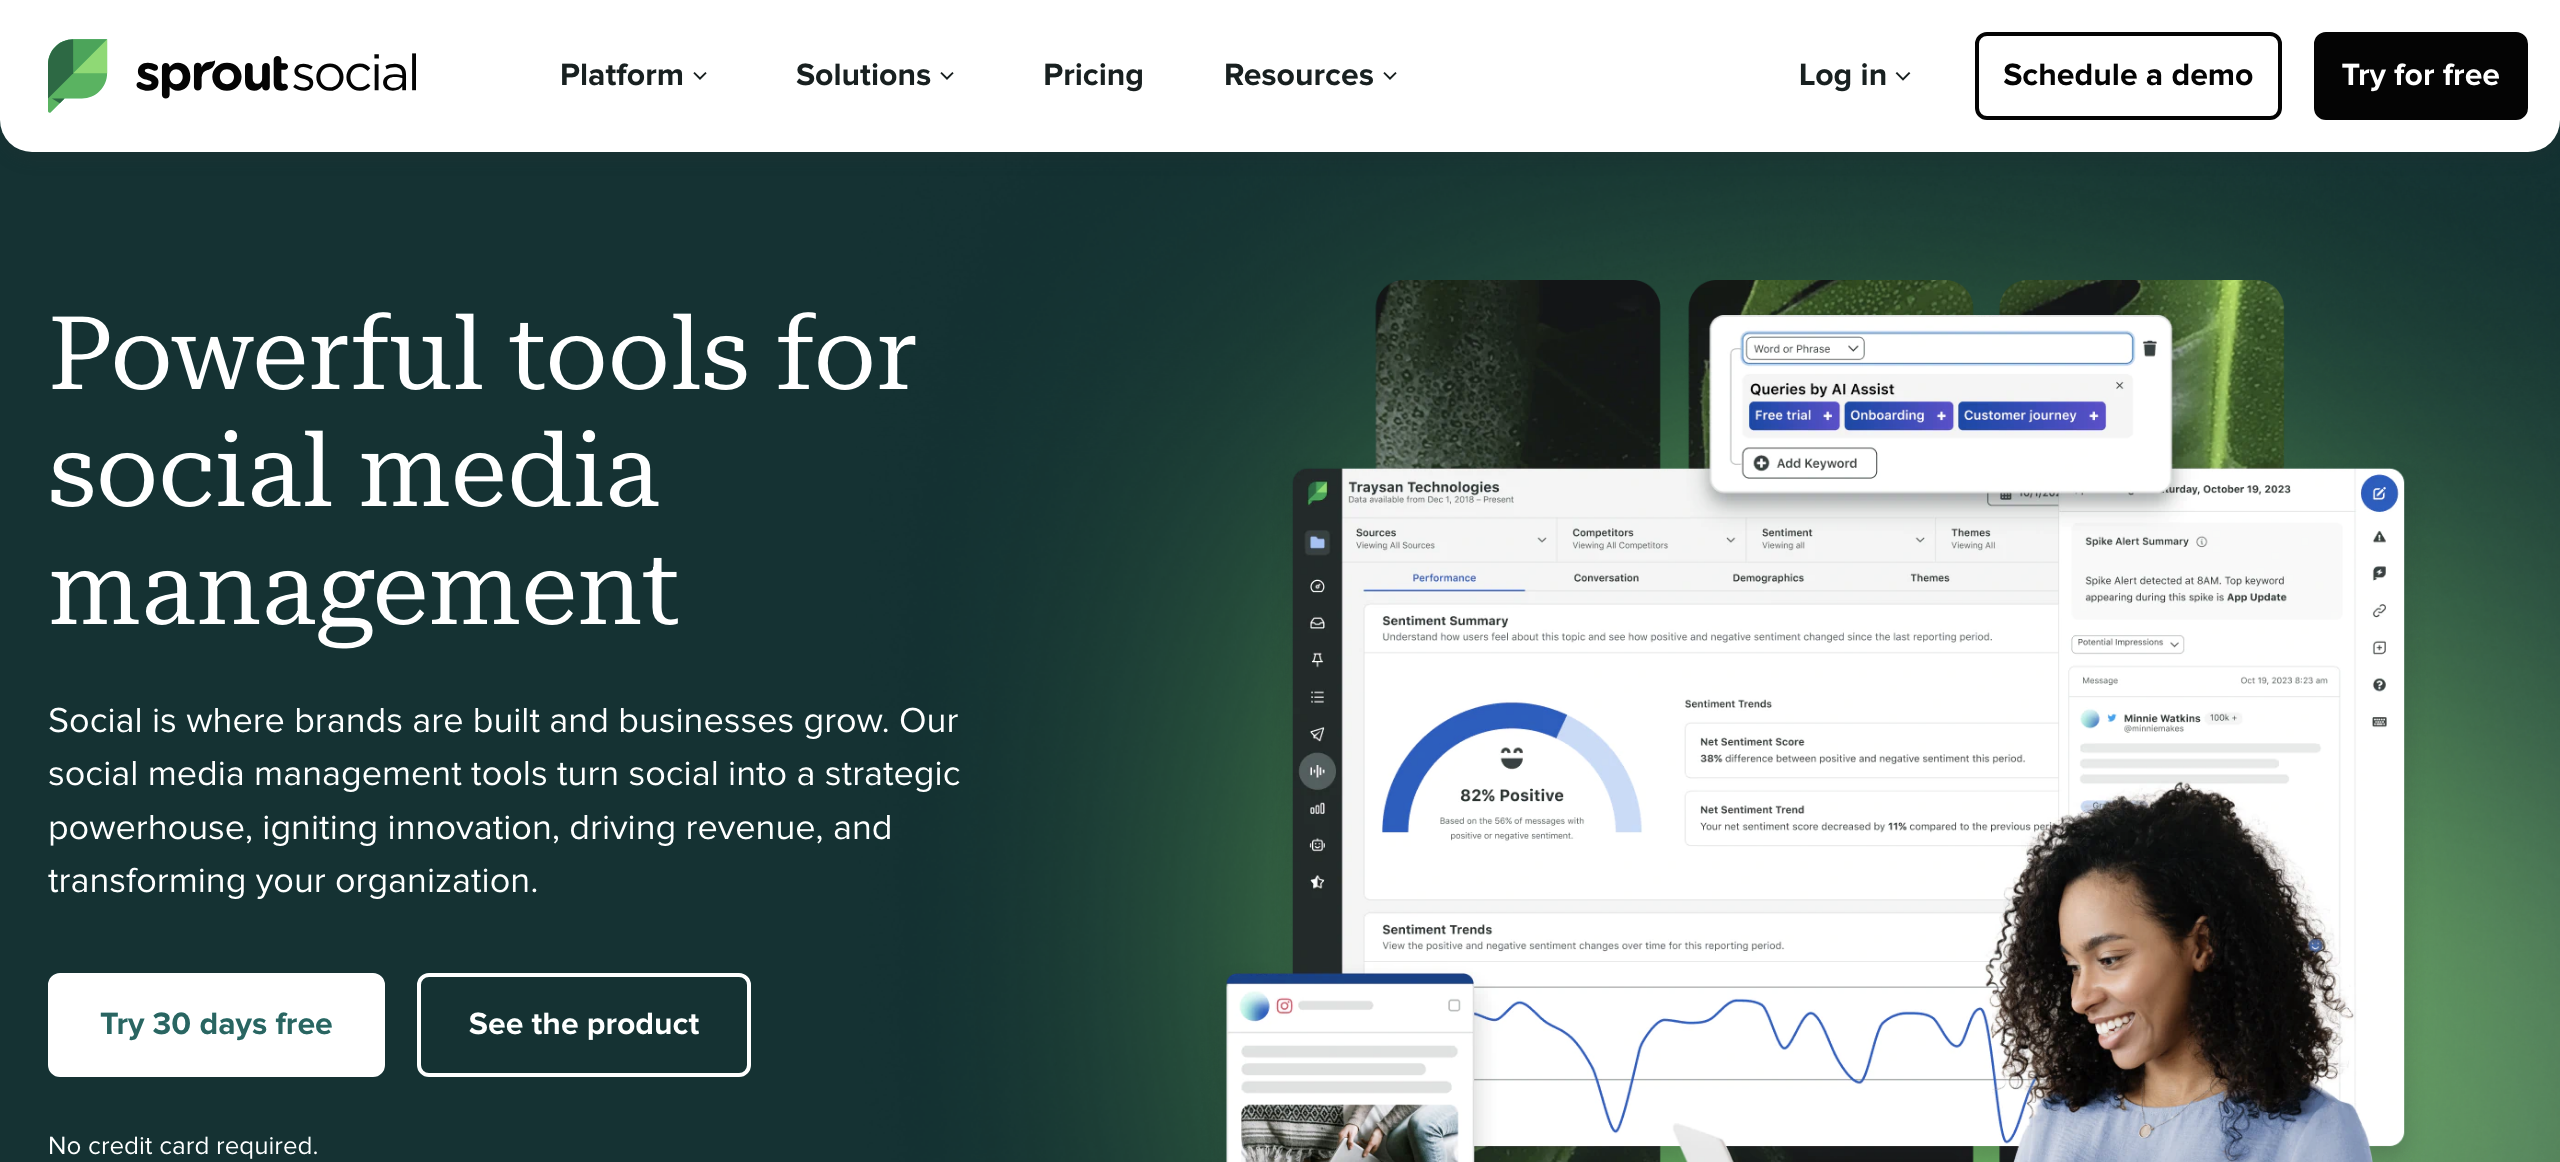 sproutsocial
Platform
Solutions
Pricing
Resources
Log in
Schedule a demo
Try for free
Powerful tools for
social media
management
Social is where brands are built and businesses grow. Our
social media management tools turn social into a strategic
powerhouse, igniting innovation, driving revenue, and
transforming your organization.
Try 30 days free
See the product
No credit card required.
Word or Phrase
Queries by AI Assist
Free trial +
Onboarding +
Customer journey +
Add Keyword
Traysan Technologies
Data available from Dec 1, 2018 – Present
Sources
Viewing All Sources
Competitors
Viewing All Competitors
Sentiment
Viewing all
Themes
Viewing All
Performance
Conversation
Demographics
Themes
Sentiment Summary
Understand how users feel about this topic and see how positive and negative sentiment changed since the last reporting period.
82% Positive
Based on the 56% of messages with
positive or negative sentiment.
Sentiment Trends
Net Sentiment Score
38% difference between positive and negative sentiment this period.
Net Sentiment Trend
Your net sentiment score decreased by 11% compared to the previous
Sentiment Trends
View the positive and negative sentiment changes over time for this reporting period.
October 19, 2023
Spike Alert Summary
Spike Alert detected at 8AM. Top keyword
appearing during this spike is App Update
Potential Impressions
Message
Oct 19, 2023 8:23 am
Minnie Watkins
100k +
@minniemakes